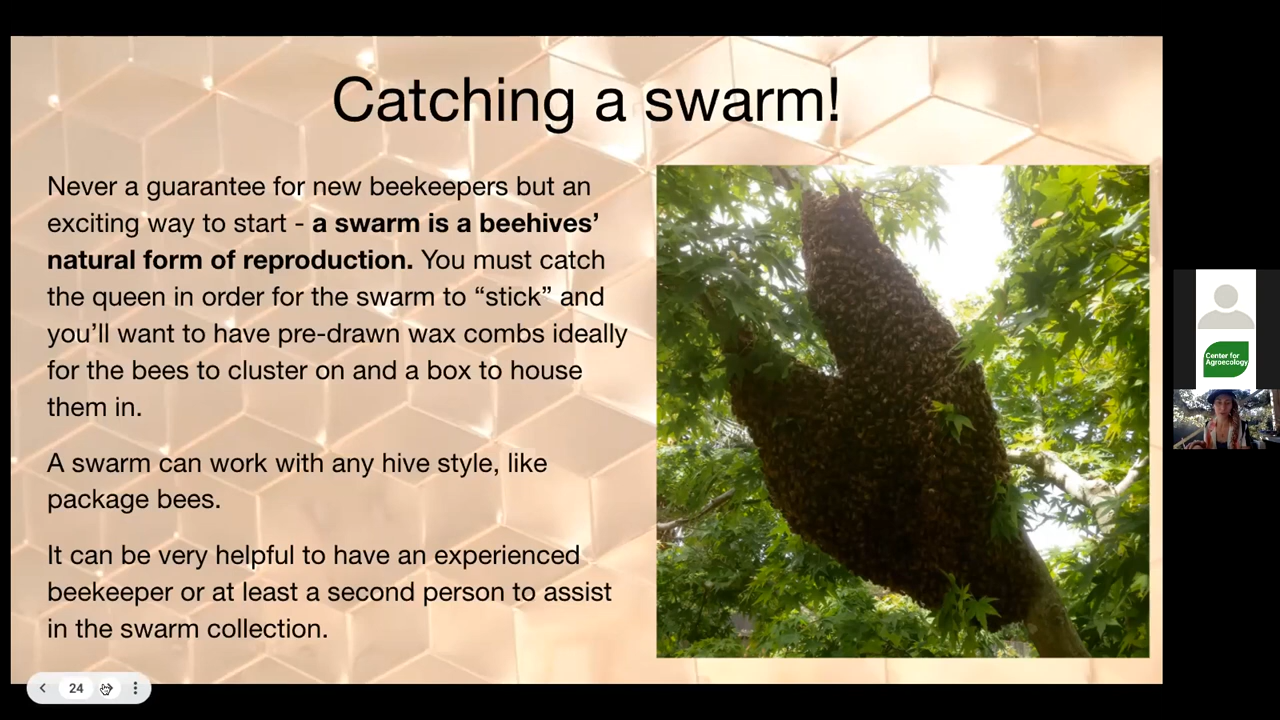 Catching a swarm!
Never a guarantee for new beekeepers but an
exciting way to start - a swarm is a beehives’
natural form of reproduction. You must catch
the queen in order for the swarm to “stick” and
you’ll want to have pre-drawn wax combs ideally
for the bees to cluster on and a box to house
them in.
A swarm can work with any hive style, like
package bees.
It can be very helpful to have an experienced
beekeeper or at least a second person to assist
in the swarm collection.
Center for
Agroecology
24